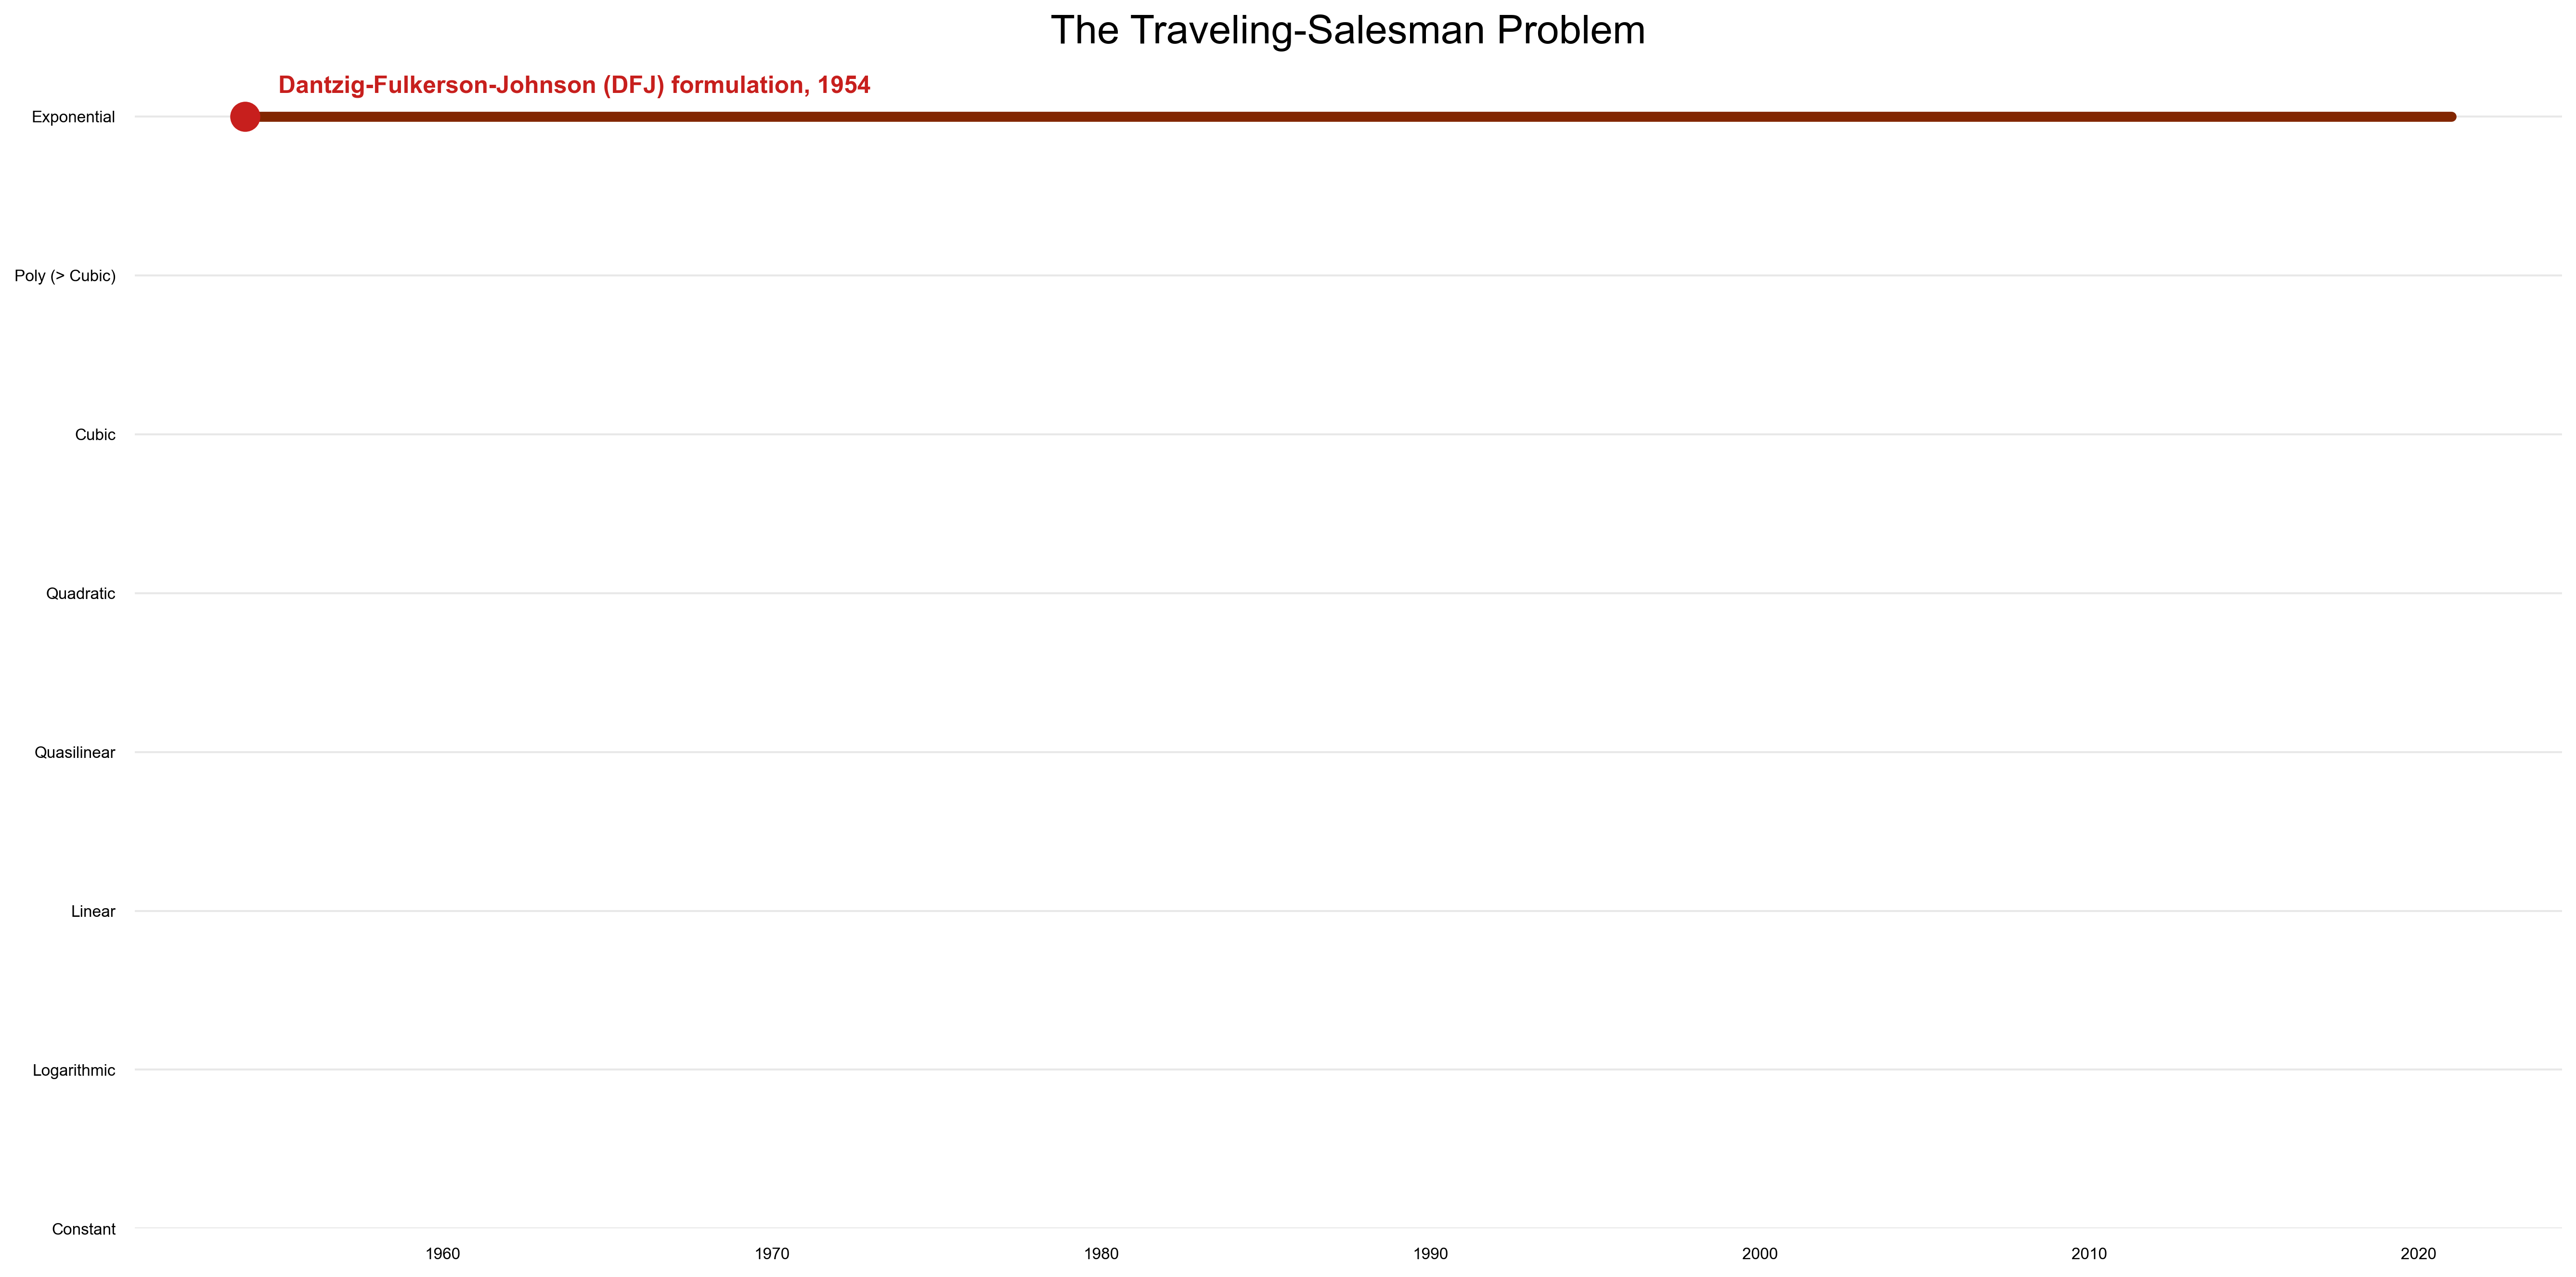 The Traveling-Salesman Problem
Dantzig-Fulkerson-Johnson (DFJ) formulation, 1954
Exponential
Poly (> Cubic)
Cubic
Quadratic
Quasilinear
Linear
Logarithmic
Constant
1960 1970 1980 1990 2000 2010 2020